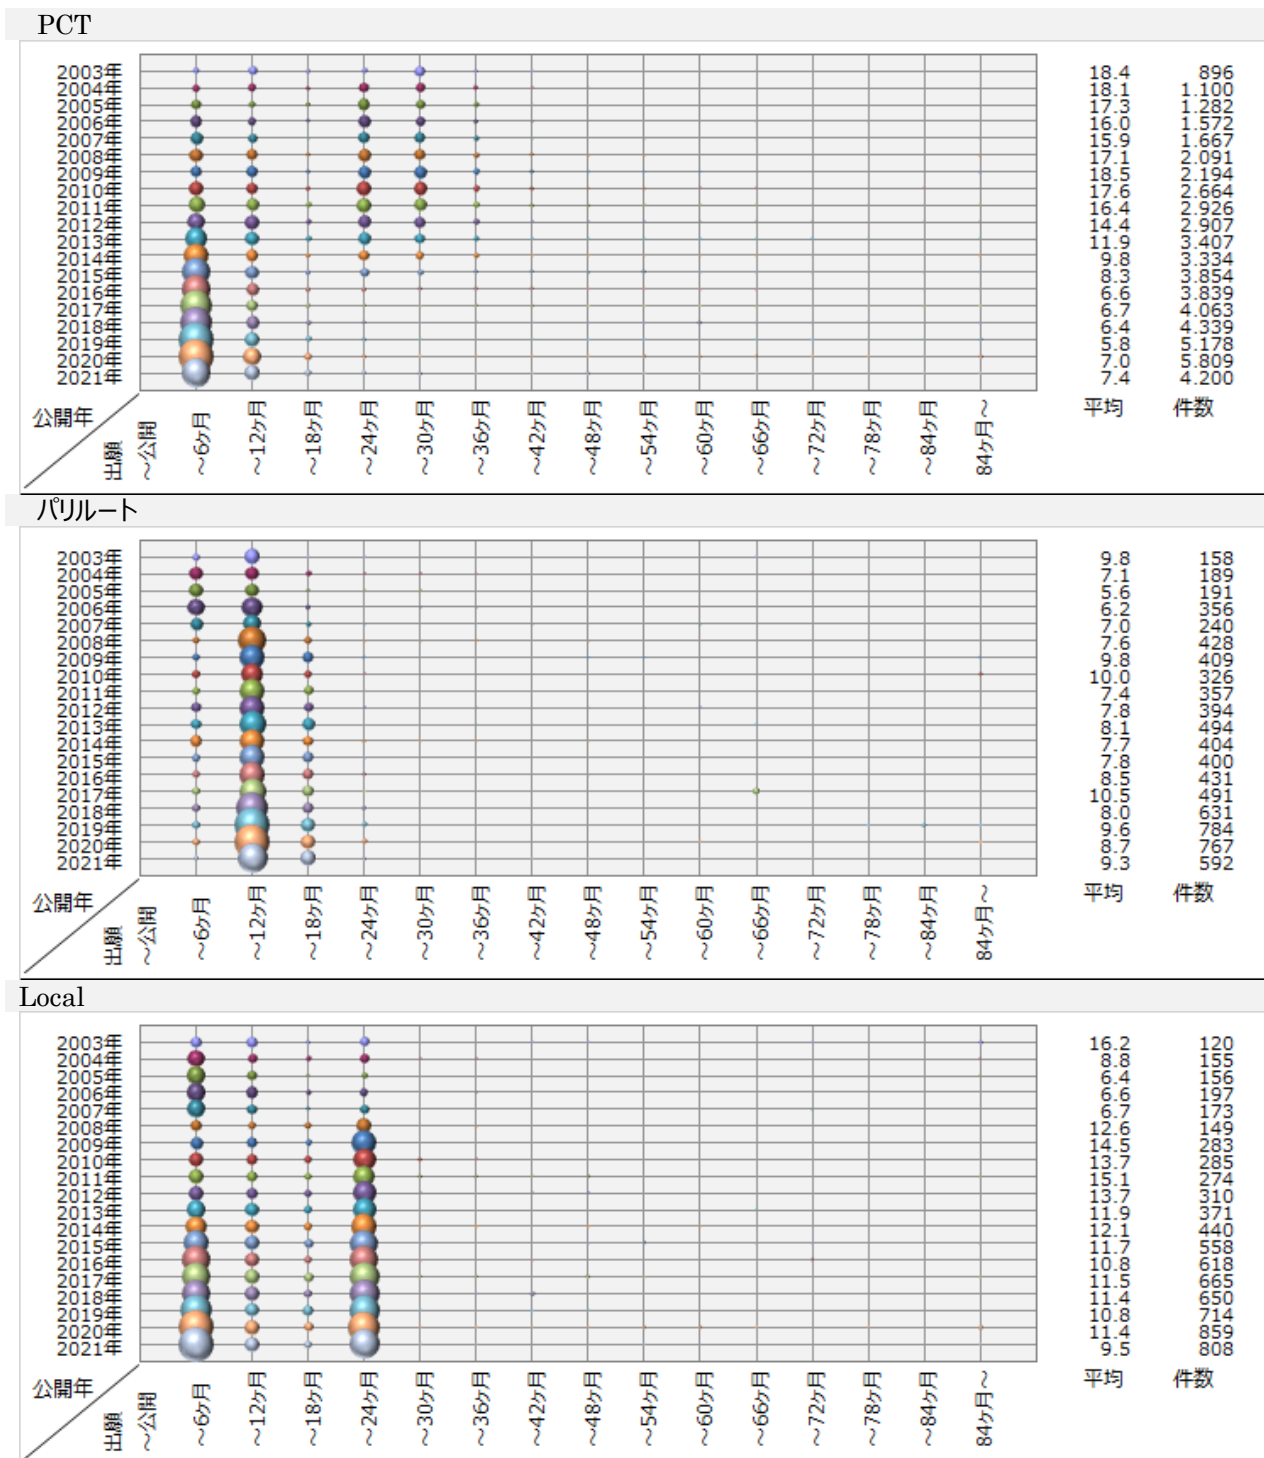 PCT
2003年 18.4 896
2004年 18.1 1.100
2005年 17.3 1.282
2006年 16.0 1.572
2007年 15.9 1.667
2008年 17.1 2.091
2009年 18.5 2.194
2010年 17.6 2.664
2011年 16.4 2.926
2012年 14.4 2.907
2013年 11.9 3.407
2014年 9.8 3.334
2015年 8.3 3.854
2016年 6.6 3.839
2017年 6.7 4.063
2018年 6.4 4.339
2019年 5.8 5.178
2020年 7.0 5.809
2021年 7.4 4.200
公開年 平均 件数
出願
～公開
～6ヶ月
～12ヶ月
～18ヶ月
～24ヶ月
～30ヶ月
～36ヶ月
～42ヶ月
～48ヶ月
～54ヶ月
～60ヶ月
～66ヶ月
～72ヶ月
～78ヶ月
～84ヶ月
84ヶ月～
パリルート
2003年 9.8 158
2004年 7.1 189
2005年 5.6 191
2006年 6.2 356
2007年 7.0 240
2008年 7.6 428
2009年 9.8 409
2010年 10.0 326
2011年 7.4 357
2012年 7.8 394
2013年 8.1 494
2014年 7.7 404
2015年 7.8 400
2016年 8.5 431
2017年 10.5 491
2018年 8.0 631
2019年 9.6 784
2020年 8.7 767
2021年 9.3 592
公開年 平均 件数
出願
～公開
～6ヶ月
～12ヶ月
～18ヶ月
～24ヶ月
～30ヶ月
～36ヶ月
～42ヶ月
～48ヶ月
～54ヶ月
～60ヶ月
～66ヶ月
～72ヶ月
～78ヶ月
～84ヶ月
84ヶ月～
Local
2003年 16.2 120
2004年 8.8 155
2005年 6.4 156
2006年 6.6 197
2007年 6.7 173
2008年 12.6 149
2009年 14.5 283
2010年 13.7 285
2011年 15.1 274
2012年 13.7 310
2013年 11.9 371
2014年 12.1 440
2015年 11.7 558
2016年 10.8 618
2017年 11.5 665
2018年 11.4 650
2019年 10.8 714
2020年 11.4 859
2021年 9.5 808
公開年 平均 件数
出願
～公開
～6ヶ月
～12ヶ月
～18ヶ月
～24ヶ月
～30ヶ月
～36ヶ月
～42ヶ月
～48ヶ月
～54ヶ月
～60ヶ月
～66ヶ月
～72ヶ月
～78ヶ月
～84ヶ月
84ヶ月～